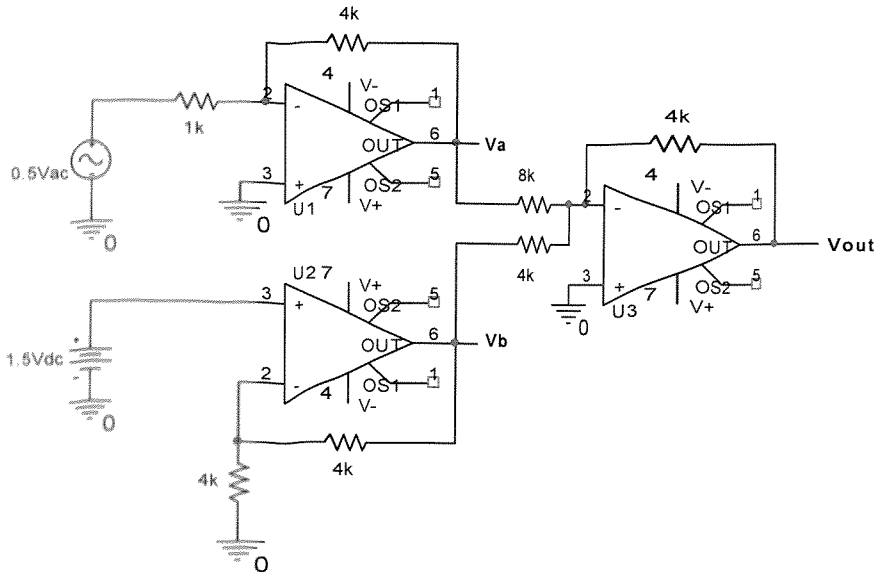 4k
4
V-
1
2
-
OS1
1k
0.5Vac
OUT
6
Va
3
+
7
OS2
5
U1
V+
0
0
4k
4
V-
1
8k
2
-
OS1
OUT
6
Vout
4k
3
+
7
OS2
5
U3
V+
0
U2 7
V+
5
3
+
OS2
1.5Vdc
+
-
OUT
6
Vb
2
-
OS1
1
4
V-
0
4k
4k
0